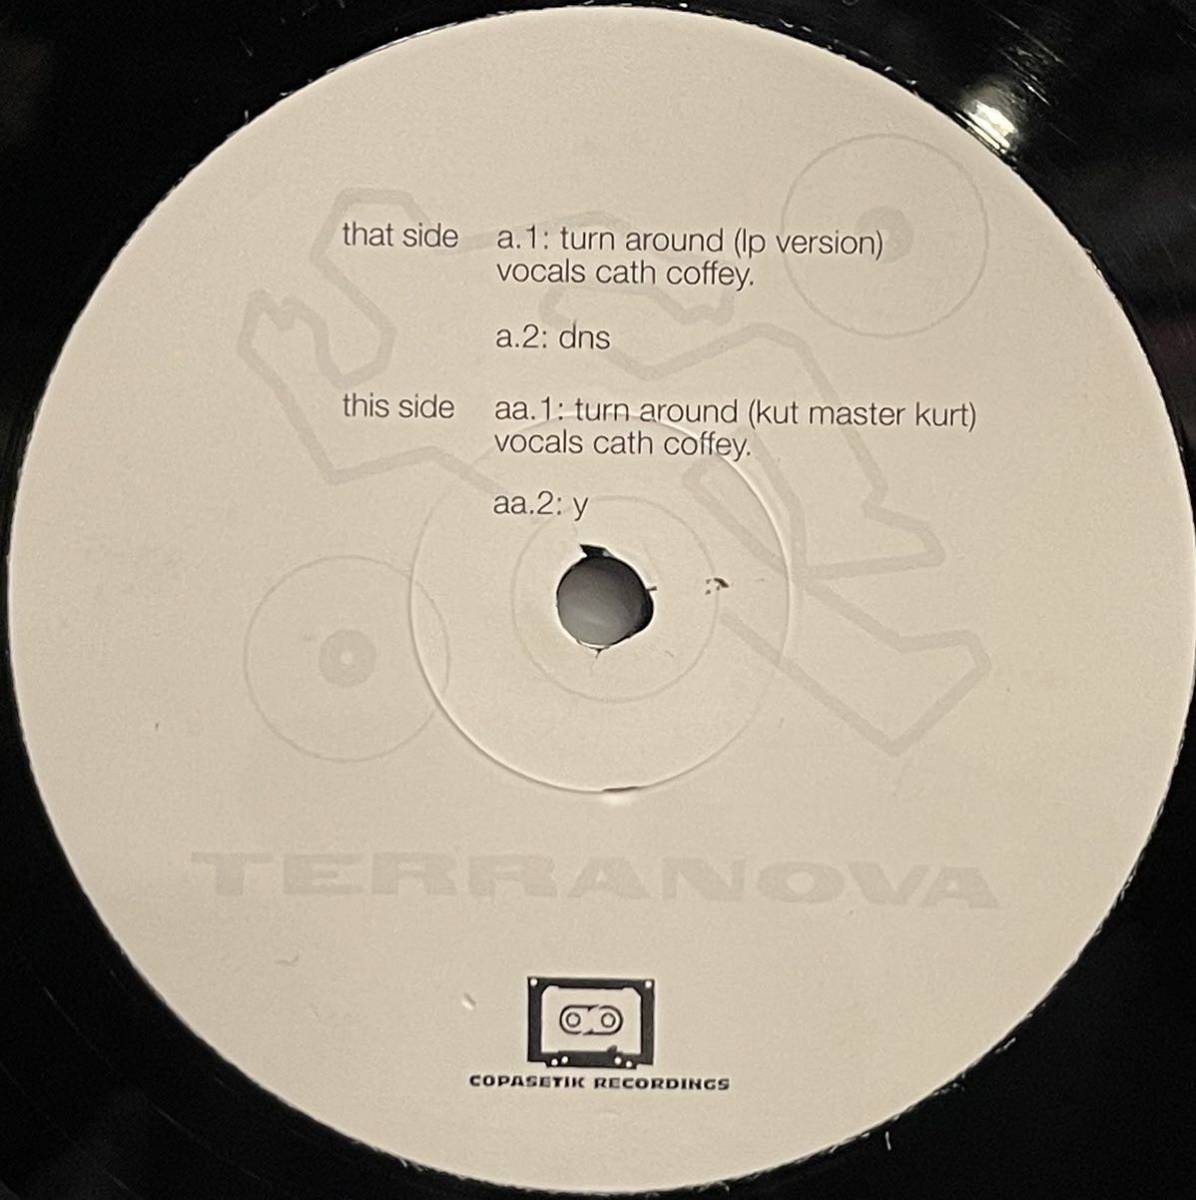 that side a.1: turn around (lp version)
vocals cath coffey.
a.2: dns
this side aa.1: turn around (kut master kurt)
vocals cath coffey.
aa.2: y
TERRANOVA
COPASETIK RECORDINGS